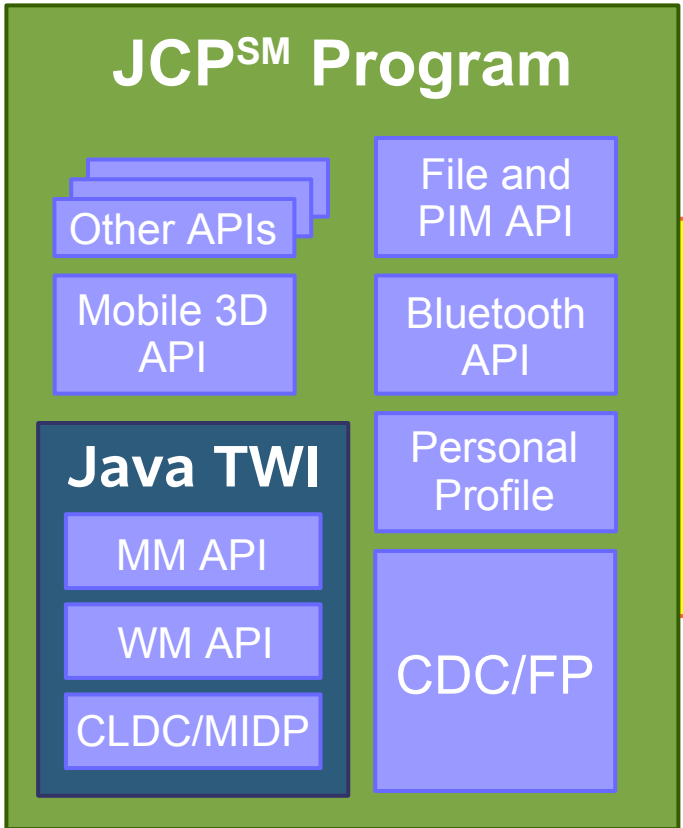 JCP℠ Program
Other APIs
File and
PIM API
Mobile 3D
API
Bluetooth
API
Java TWI
MM API
WM API
CLDC/MIDP
Personal
Profile
CDC/FP